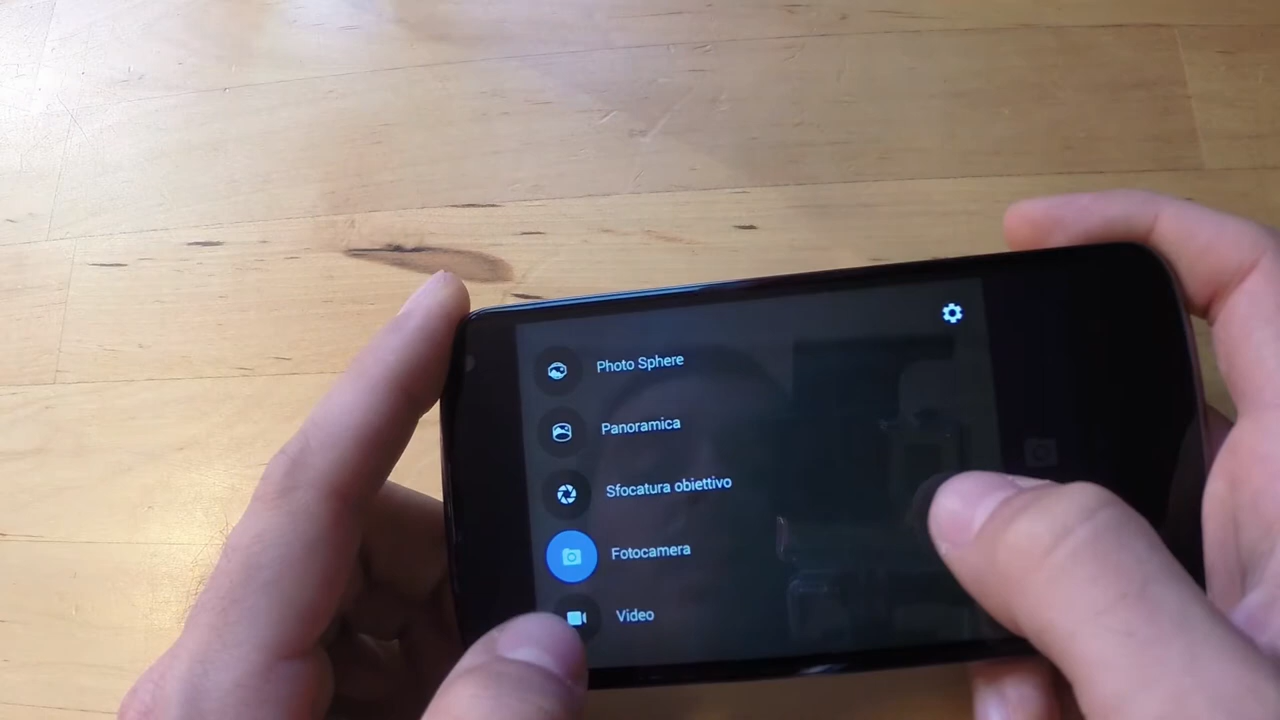 Photo Sphere
Panoramica
Sfocatura obiettivo
Fotocamera
Video